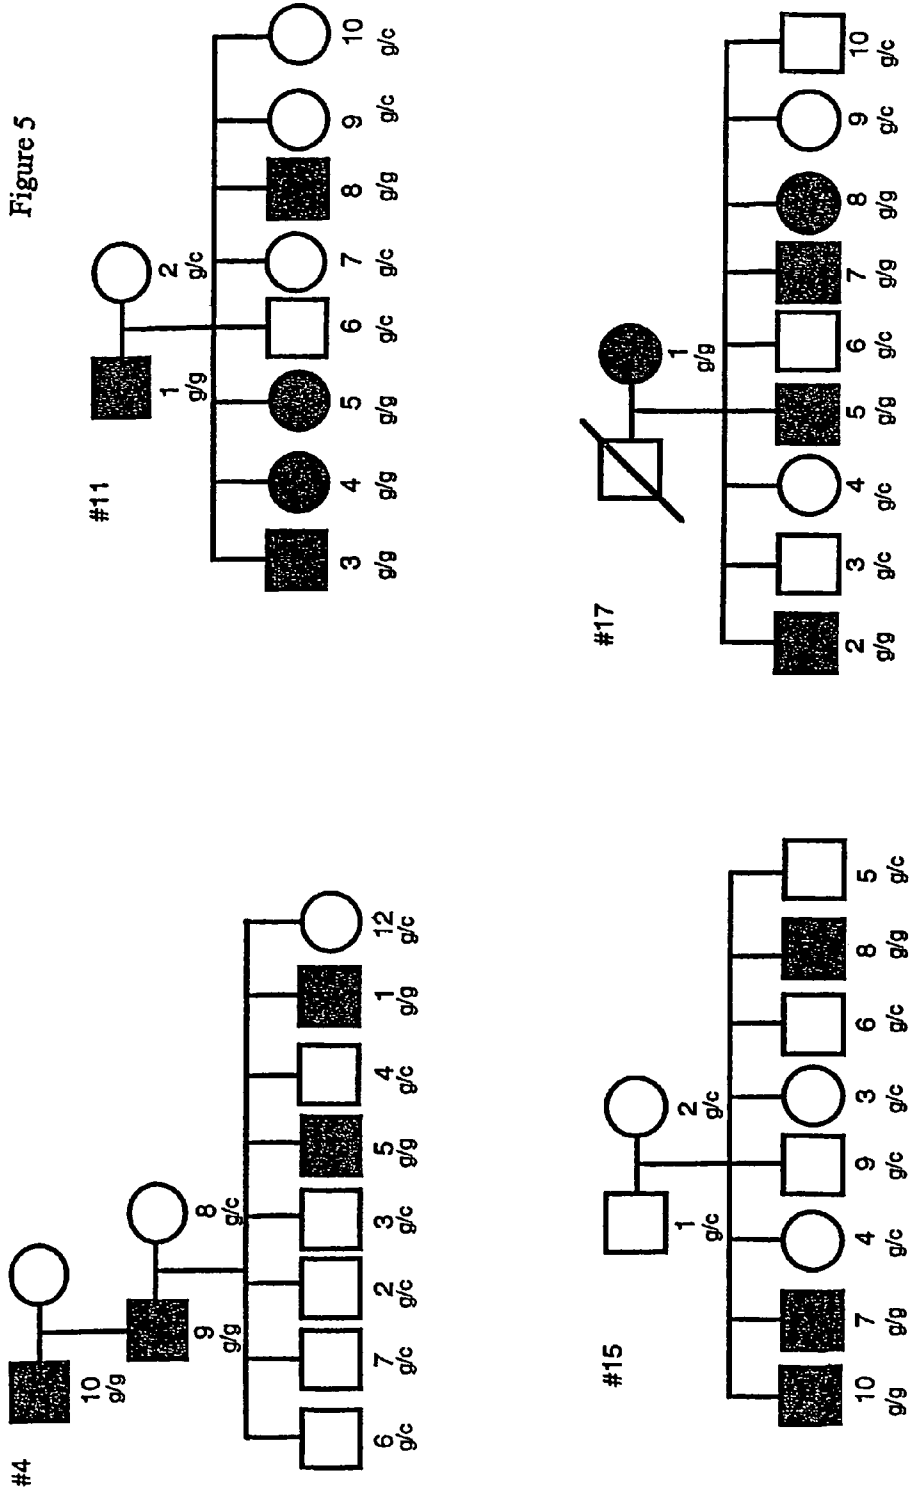 Figure 5
#4
10
g/g
9
g/g
8
g/c
6 7 2 3 5 4 1 12
g/c g/c g/c g/c g/g g/c g/g g/c
#11
1
g/g
2
g/c
3 4 5 6 7 8 9 10
g/g g/g g/g g/c g/c g/g g/c g/c
#15
1
g/c
2
g/c
10 7 4 9 3 6 8 5
g/g g/g g/c g/c g/c g/c g/g g/c
#17
1
g/g
2 3 4 5 6 7 8 9 10
g/g g/c g/c g/g g/c g/g g/g g/c g/c